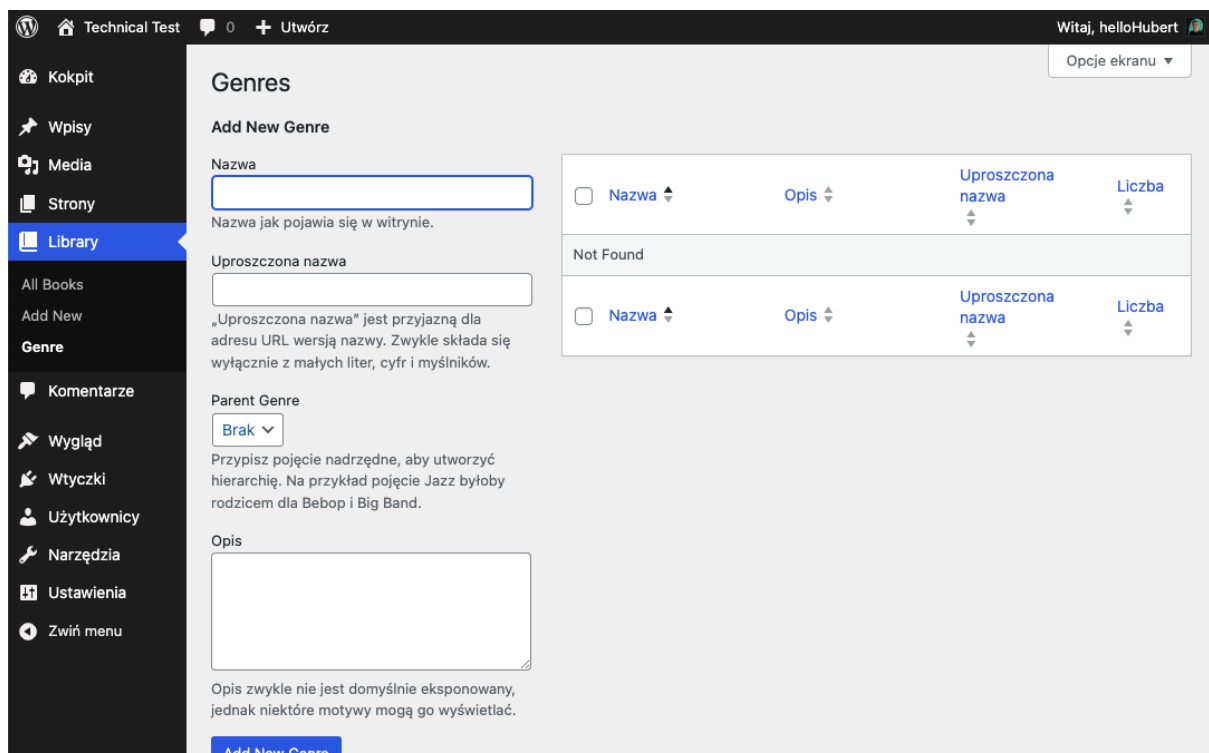 Technical Test
0
Utwórz
Witaj, helloHubert
Opcje ekranu ▼
Kokpit
Wpisy
Media
Strony
Library
All Books
Add New
Genre
Komentarze
Wygląd
Wtyczki
Użytkownicy
Narzędzia
Ustawienia
Zwiń menu
Genres
Add New Genre
Nazwa
Nazwa jak pojawia się w witrynie.
Uproszczona nazwa
„Uproszczona nazwa” jest przyjazną dla
adresu URL wersją nazwy. Zwykle składa się
wyłącznie z małych liter, cyfr i myślników.
Parent Genre
Brak
Przypisz pojęcie nadrzędne, aby utworzyć
hierarchię. Na przykład pojęcie Jazz byłoby
rodzicem dla Bebop i Big Band.
Opis
Opis zwykle nie jest domyślnie eksponowany,
jednak niektóre motywy mogą go wyświetlać.
Add New Genre
Nazwa
Opis
Uproszczona
nazwa
Liczba
Not Found
Nazwa
Opis
Uproszczona
nazwa
Liczba